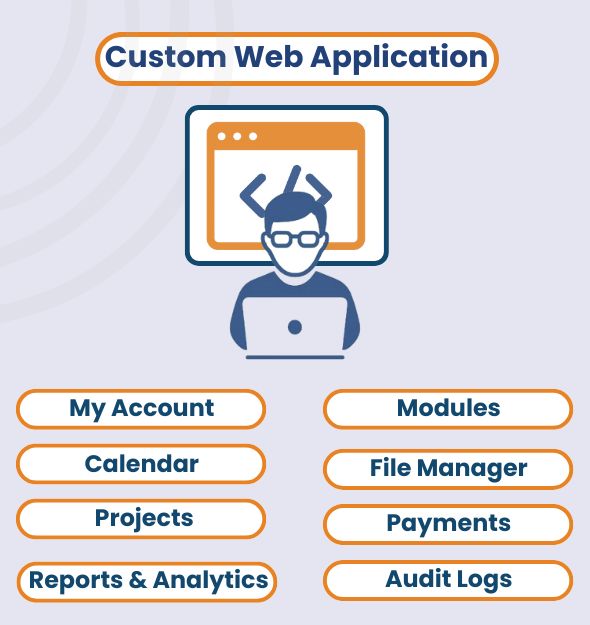 Custom Web Application
</>
My Account
Modules
Calendar
File Manager
Projects
Payments
Reports & Analytics
Audit Logs